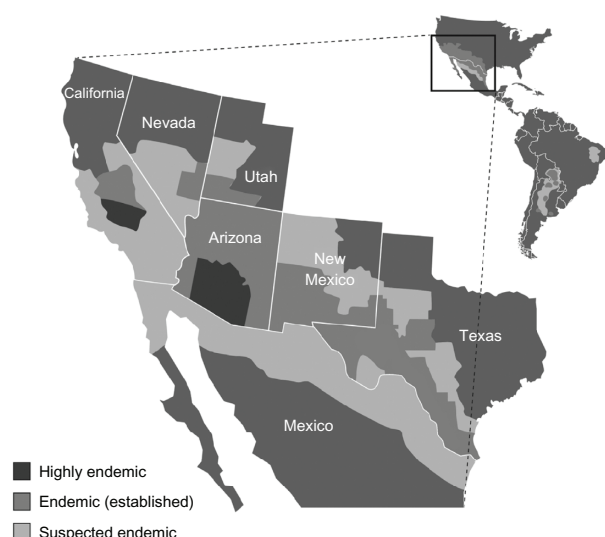 California
Nevada
Utah
Arizona
New
Mexico
Texas
Mexico
Highly endemic
Endemic (established)
Suspected endemic